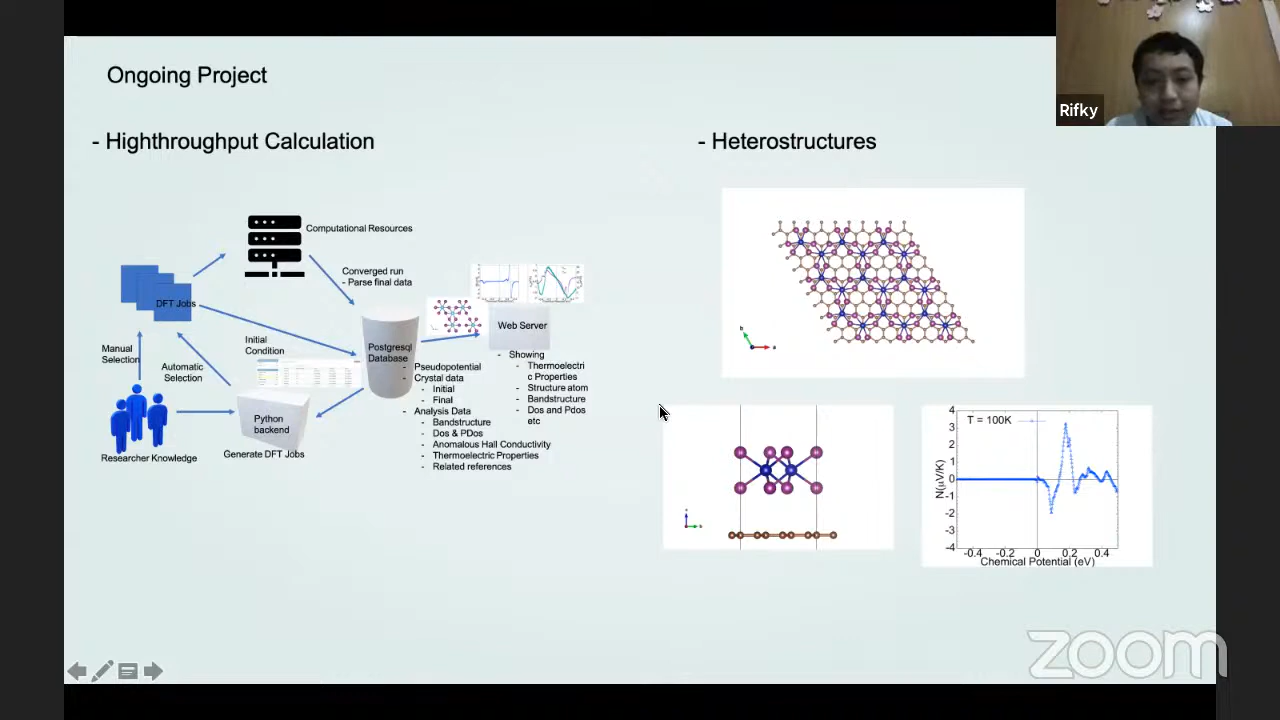 Ongoing Project
Rifky
- Highthroughput Calculation
- Heterostructures
Computational Resources
Converged run
- Parse final data
DFT Jobs
Web Server
Manual
Selection
Automatic
Selection
Initial
Condition
Postgresql
Database
- Pseudopotential
- Crystal data
- Initial
- Final
- Analysis Data
- Bandstructure
- Dos & PDos
- Anomalous Hall Conductivity
- Thermoelectric Properties
- Related references
- Showing
- Thermoelectri
c Properties
- Structure atom
- Bandstructure
- Dos and Pdos
etc
Python
backend
Generate DFT Jobs
Researcher Knowledge
b
a
T = 100K
N(μV/K)
4
3
2
1
0
-1
-2
-3
-4
-0.4 -0.2 0 0.2 0.4
Chemical Potential (eV)
zoom